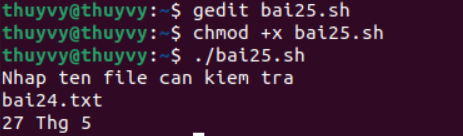 thuyvy@thuyvy:~$ gedit bai25.sh
thuyvy@thuyvy:~$ chmod +x bai25.sh
thuyvy@thuyvy:~$ ./bai25.sh
Nhap ten file can kiem tra
bai24.txt
27 Thg 5